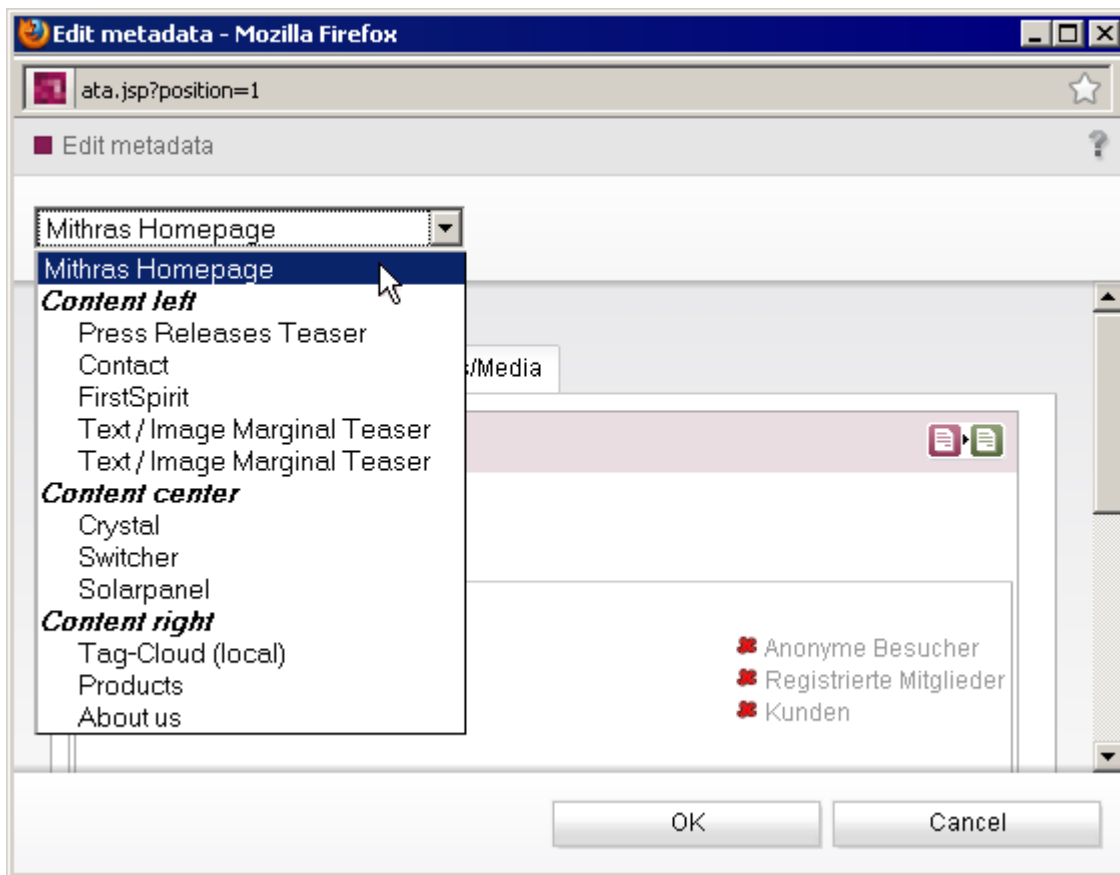 Edit metadata - Mozilla Firefox
ata.jsp?position=1
Edit metadata
?
Mithras Homepage
Mithras Homepage
Content left
Press Releases Teaser
Contact
s/Media
FirstSpirit
Text / Image Marginal Teaser
Text / Image Marginal Teaser
Content center
Crystal
Switcher
Solarpanel
Content right
Tag-Cloud (local)
Anonyme Besucher
Products
Registrierte Mitglieder
About us
Kunden
OK
Cancel